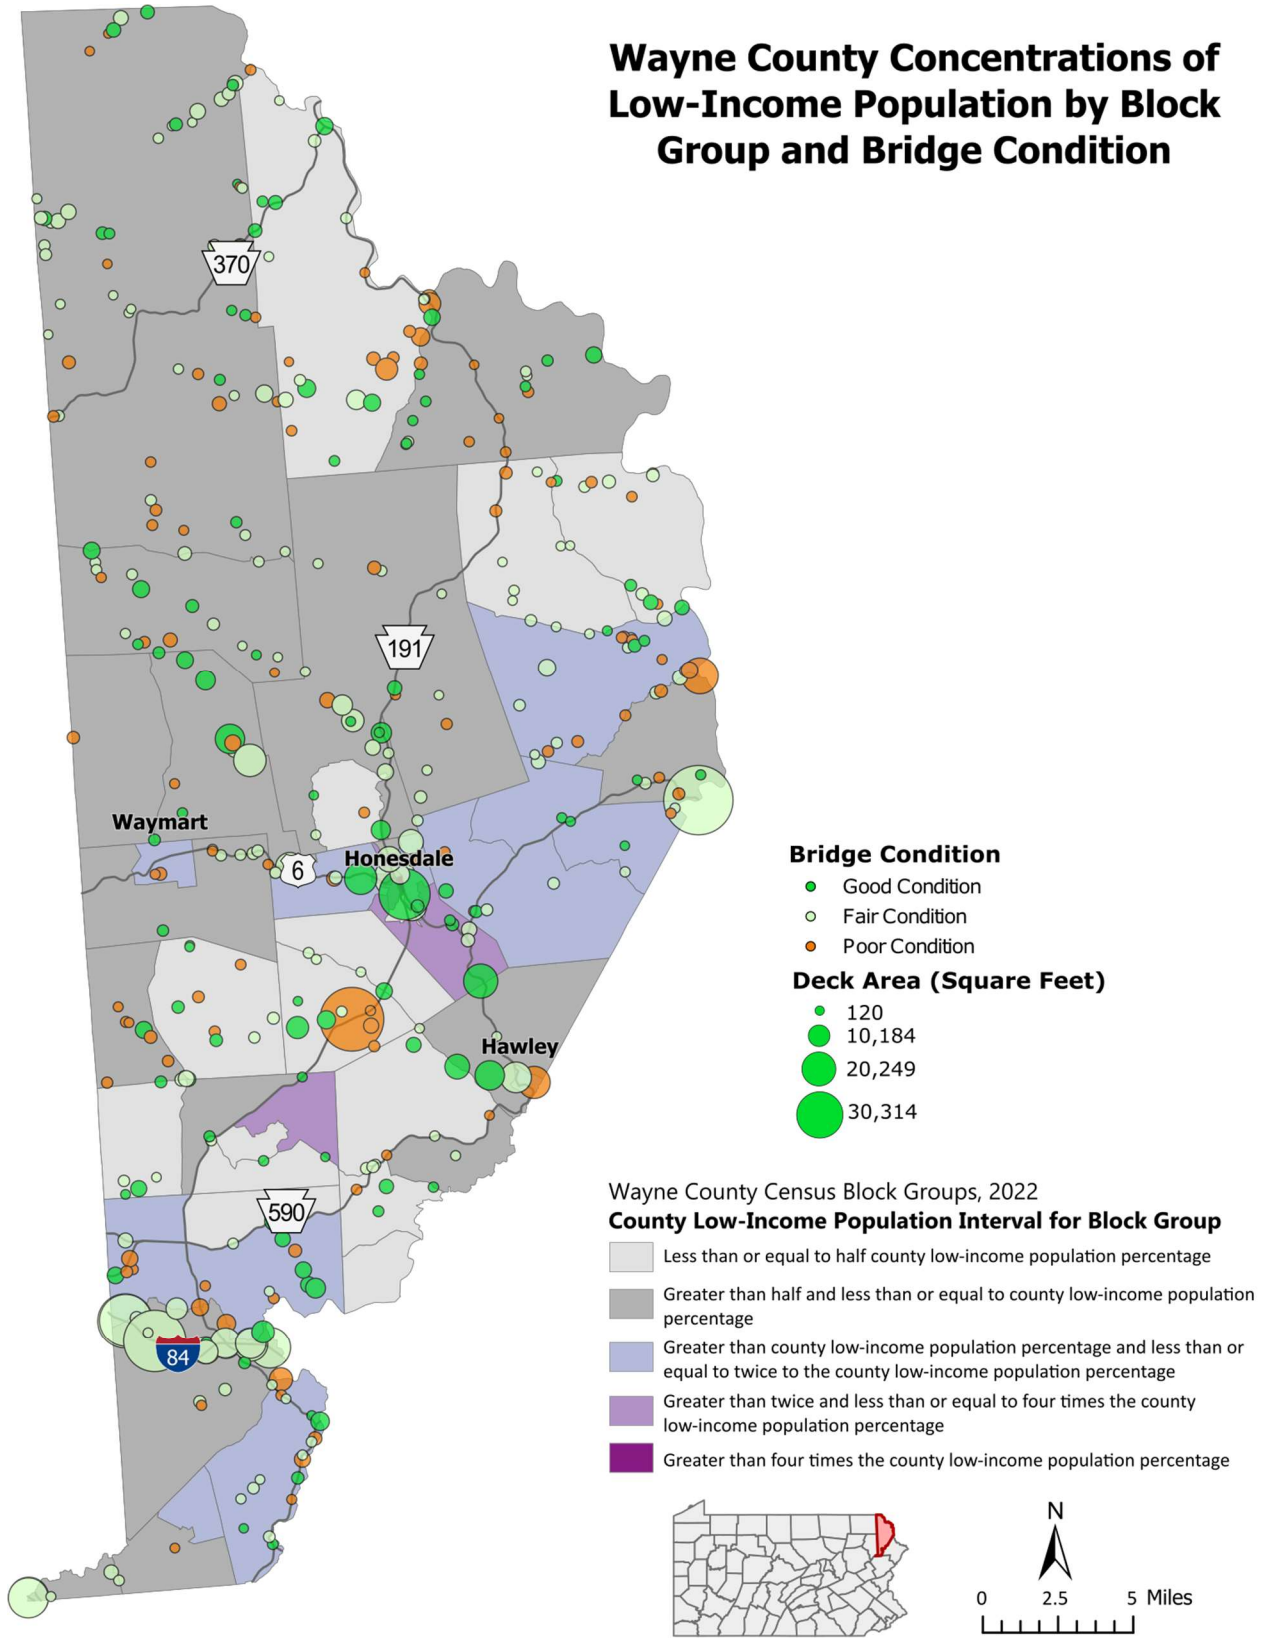 Wayne County Concentrations of
Low-Income Population by Block
Group and Bridge Condition
370
191
Waymart
6
Honesdale
Hawley
590
84
Bridge Condition
Good Condition
Fair Condition
Poor Condition
Deck Area (Square Feet)
120
10,184
20,249
30,314
Wayne County Census Block Groups, 2022
County Low-Income Population Interval for Block Group
Less than or equal to half county low-income population percentage
Greater than half and less than or equal to county low-income population
percentage
Greater than county low-income population percentage and less than or
equal to twice to the county low-income population percentage
Greater than twice and less than or equal to four times the county
low-income population percentage
Greater than four times the county low-income population percentage
N
0 2.5 5 Miles